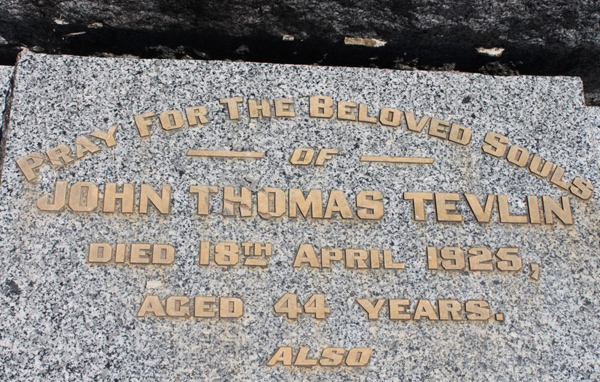 PRAY FOR THE BELOVED SOULS
OF
JOHN THOMAS TEVLIN
DIED 18TH APRIL 1925,
AGED 44 YEARS.
ALSO